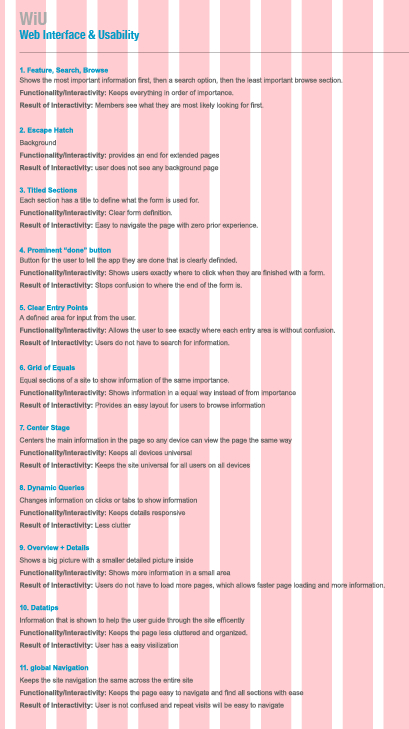 WiU
Web Interface & Usability
1. Feature, Search, Browse
Shows the most important information first, then a search option, then the least important browse section.
Functionality/Interactivity: Keeps everything in order of importance.
Result of Interactivity: Members see what they are most likely looking for first.
2. Escape Hatch
Background
Functionality/Interactivity: provides an end for extended pages
Result of Interactivity: user does not see any background page
3. Titled Sections
Each section has a title to define what the form is used for.
Functionality/Interactivity: Clear form definition.
Result of Interactivity: Easy to navigate the page with zero prior experience.
4. Prominent "done" button
Button for the user to tell the app they are done that is clearly definded.
Functionality/Interactivity: Shows users exactly where to click when they are finished with a form.
Result of Interactivity: Stops confusion to where the end of the form is.
5. Clear Entry Points
A defined area for input from the user.
Functionality/Interactivity: Allows the user to see exactly where each entry area is without confusion.
Result of Interactivity: Users do not have to search for information.
6. Grid of Equals
Equal sections of a site to show information of the same importance.
Functionality/Interactivity: Shows information in a equal way instead of from importance
Result of Interactivity: Provides an easy layout for users to browse information
7. Center Stage
Centers the main information in the page so any device can view the page the same way
Functionality/Interactivity: Keeps all devices universal
Result of Interactivity: Keeps the site universal for all users on all devices
8. Dynamic Queries
Changes information on clicks or tabs to show information
Functionality/Interactivity: Keeps details responsive
Result of Interactivity: Less clutter
9. Overview + Details
Shows a big picture with a smaller detailed picture inside
Functionality/Interactivity: Shows more information in a small area
Result of Interactivity: Users do not have to load more pages, which allows faster page loading and more information.
10. Datatips
Information that is shown to help the user guide through the site efficently
Functionality/Interactivity: Keeps the page less cluttered and organized.
Result of Interactivity: User has a easy visilization
11. global Navigation
Keeps the site navigation the same across the entire site
Functionality/Interactivity: Keeps the page easy to navigate and find all sections with ease
Result of Interactivity: User is not confused and repeat visits will be easy to navigate